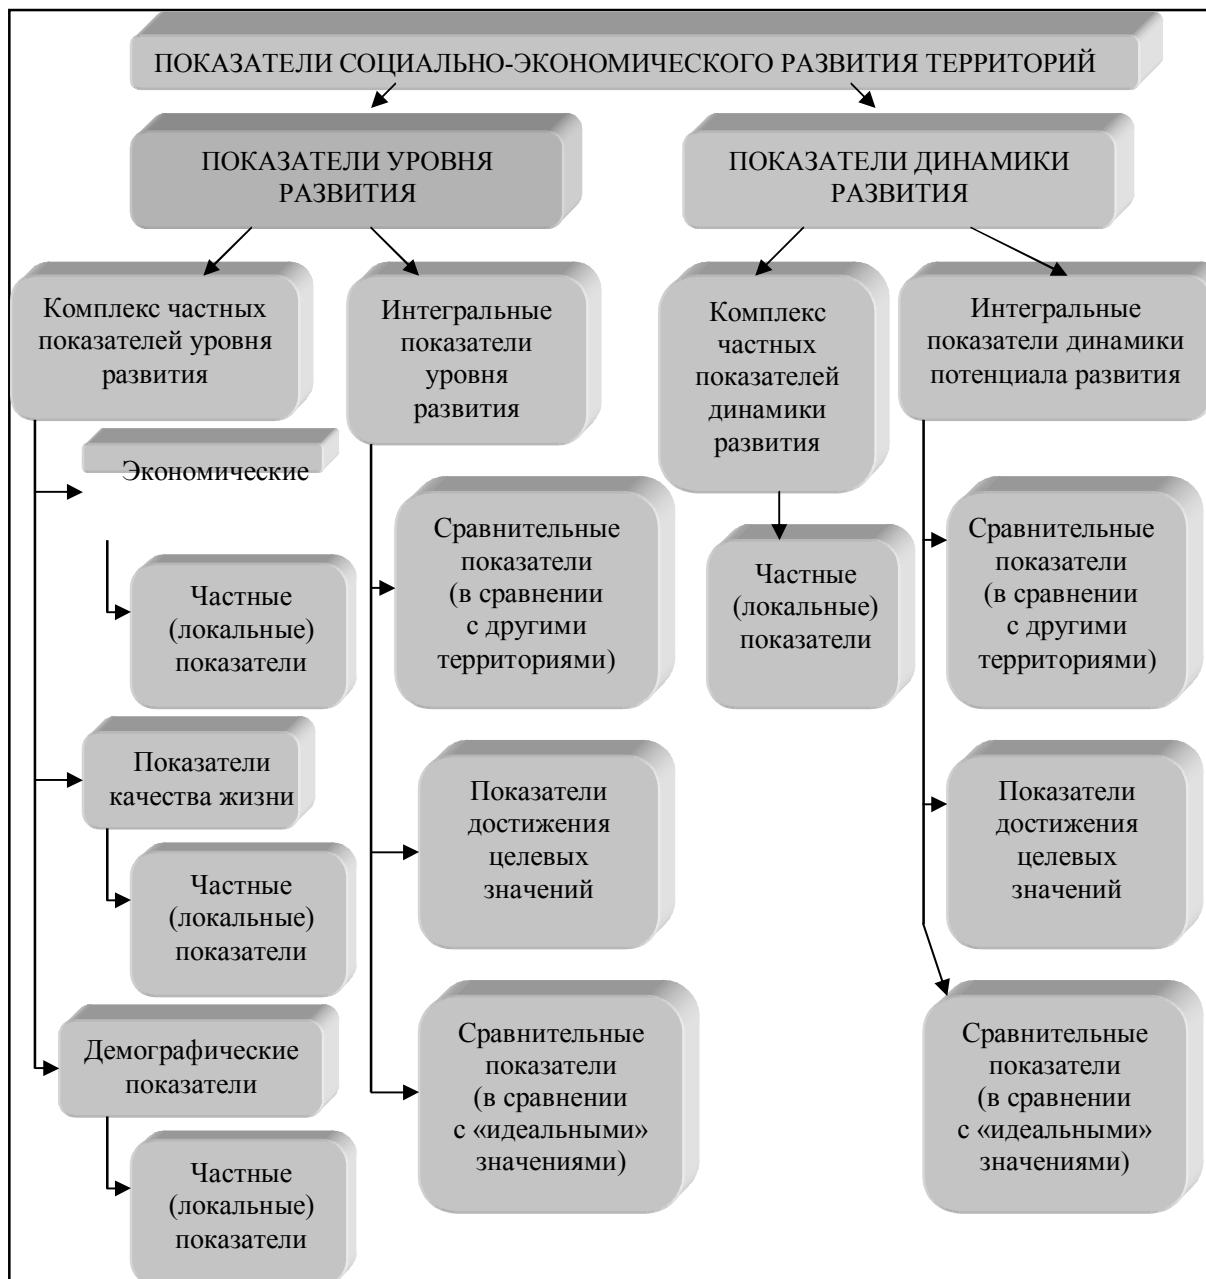 ПОКАЗАТЕЛИ СОЦИАЛЬНО-ЭКОНОМИЧЕСКОГО РАЗВИТИЯ ТЕРРИТОРИЙ
ПОКАЗАТЕЛИ УРОВНЯ
РАЗВИТИЯ
ПОКАЗАТЕЛИ ДИНАМИКИ
РАЗВИТИЯ
Комплекс частных
показателей уровня
развития
Интегральные
показатели
уровня
развития
Комплекс
частных
показателей
динамики
развития
Интегральные
показатели динамики
потенциала развития
Экономические
Частные
(локальные)
показатели
Показатели
качества жизни
Частные
(локальные)
показатели
Демографические
показатели
Частные
(локальные)
показатели
Сравнительные
показатели
(в сравнении
с другими
территориями)
Показатели
достижения
целевых
значений
Сравнительные
показатели
(в сравнении
с «идеальными»
значениями)
Частные
(локальные)
показатели
Сравнительные
показатели
(в сравнении
с другими
территориями)
Показатели
достижения
целевых
значений
Сравнительные
показатели
(в сравнении
с «идеальными»
значениями)